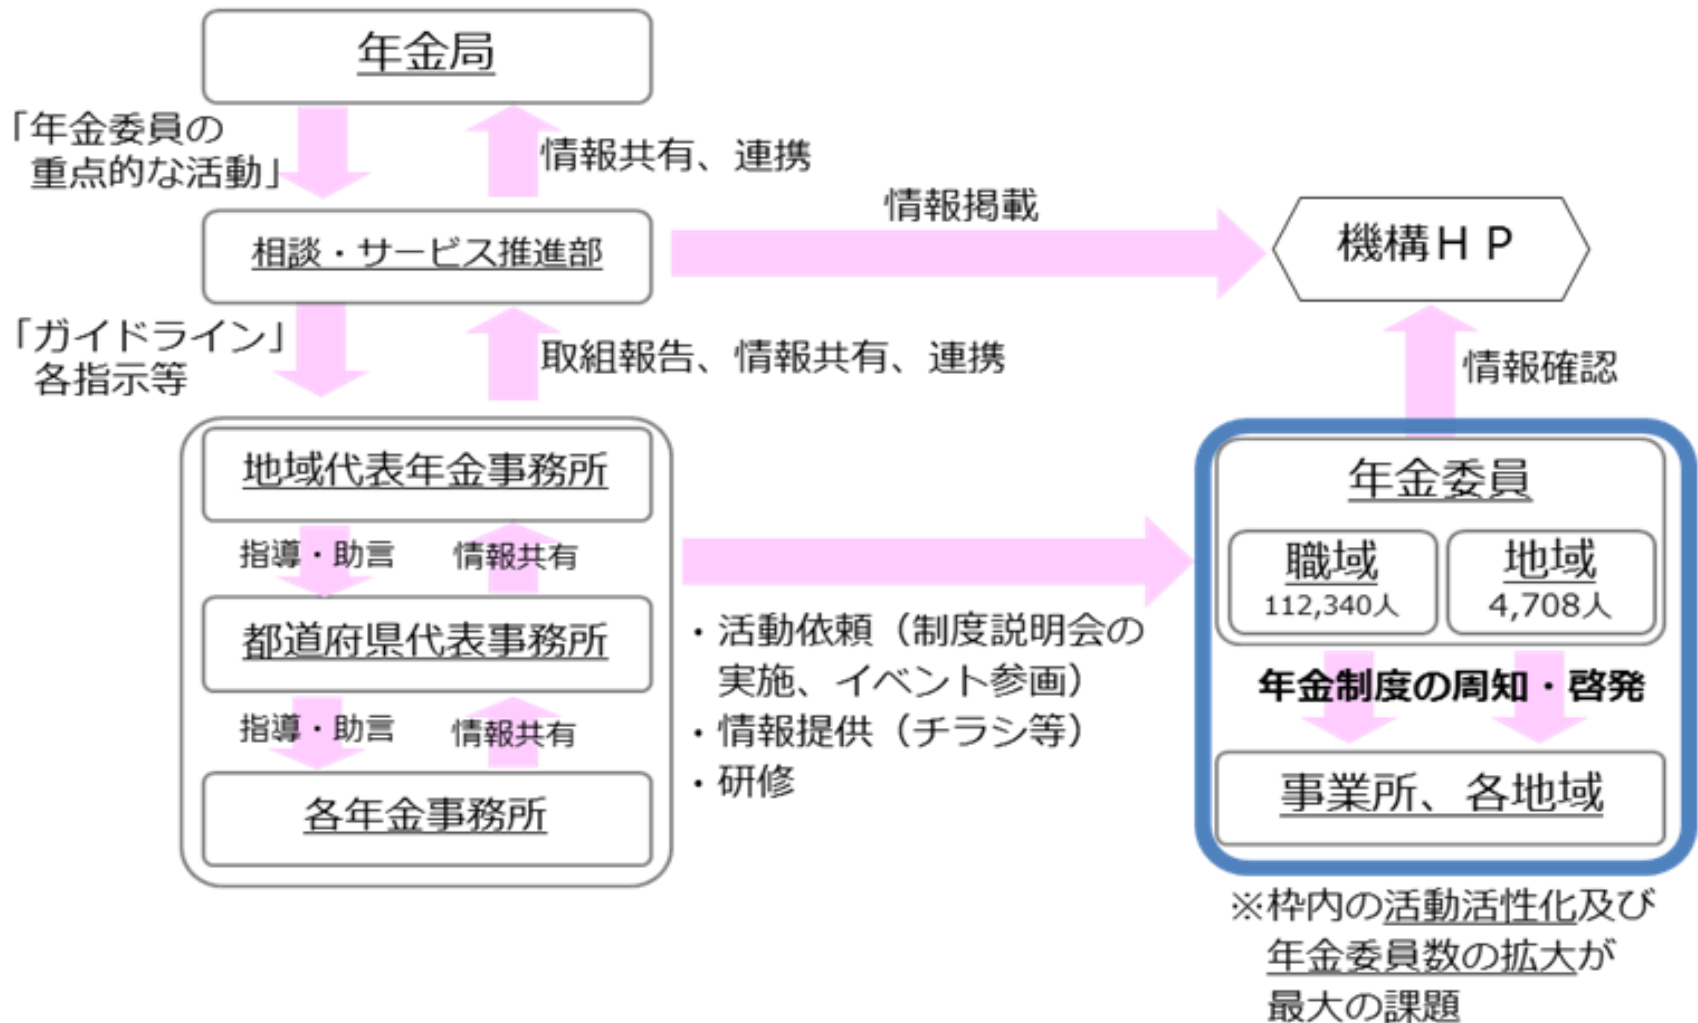 年金局
「年金委員の
重点的な活動」
情報共有、連携
相談・サービス推進部
情報掲載
機構ＨＰ
「ガイドライン」
各指示等
取組報告、情報共有、連携
情報確認
地域代表年金事務所
指導・助言
情報共有
都道府県代表事務所
指導・助言
情報共有
各年金事務所
・活動依頼（制度説明会の
実施、イベント参画）
・情報提供（チラシ等）
・研修
年金委員
職域
112,340人
地域
4,708人
年金制度の周知・啓発
事業所、各地域
※枠内の活動活性化及び
年金委員数の拡大が
最大の課題